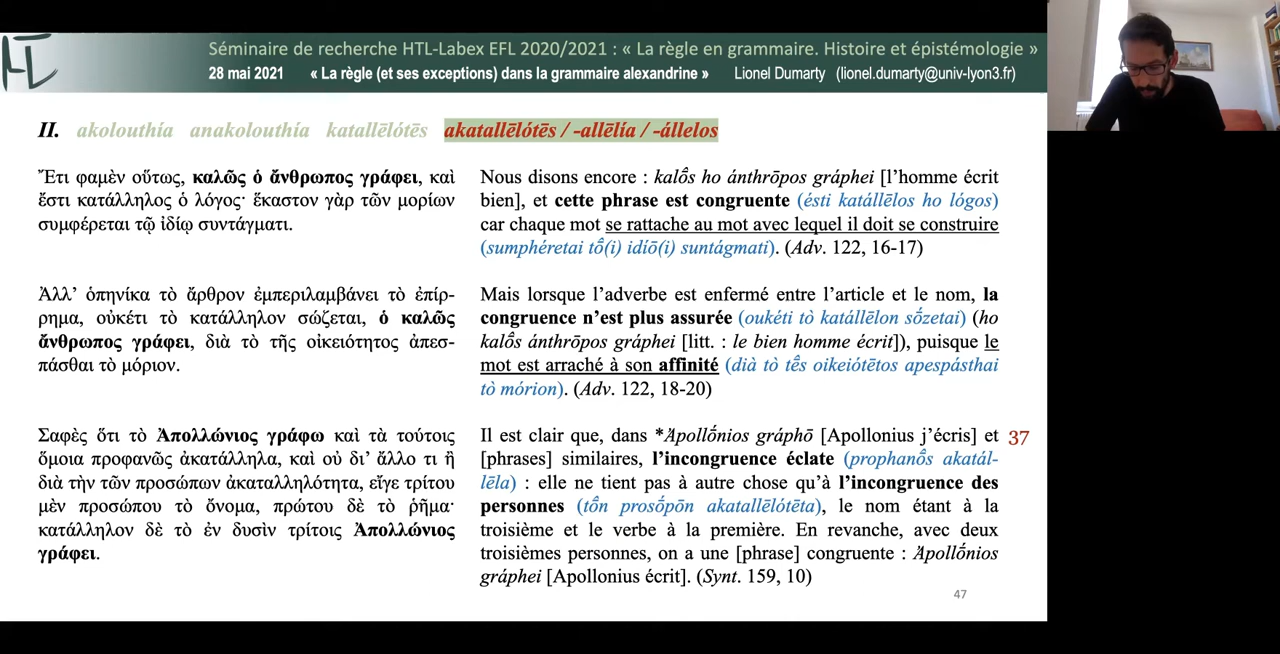 HTL
Séminaire de recherche HTL-Labex EFL 2020/2021 : « La règle en grammaire. Histoire et épistémologie »
28 mai 2021 « La règle (et ses exceptions) dans la grammaire alexandrine » Lionel Dumarty (lionel.dumarty@univ-lyon3.fr)
II. akolouthía anakolouthía katallēlótēs akatallēlótēs / -allēlía / -állelos
Ἔτι φαμὲν οὕτως, καλῶς ὁ ἄνθρωπος γράφει, καὶ
ἔστι κατάλληλος ὁ λόγος· ἕκαστον γὰρ τῶν μορίων
συμφέρεται τῷ ἰδίῳ συντάγματι.
Nous disons encore : kalō̂s ho ánthrōpos gráphei [l’homme écrit
bien], et cette phrase est congruente (ésti katállēlos ho lógos)
car chaque mot se rattache au mot avec lequel il doit se construire
(sumphéretai tō̂(i) idíō(i) suntágmati). (Adv. 122, 16-17)
Ἀλλ’ ὁπηνίκα τὸ ἄρθρον ἐμπεριλαμβάνει τὸ ἐπίρ-
ρημα, οὐκέτι τὸ κατάλληλον σώζεται, ὁ καλῶς
ἄνθρωπος γράφει, διὰ τὸ τῆς οἰκειότητος ἀπεσ-
πάσθαι τὸ μόριον.
Mais lorsque l’adverbe est enfermé entre l’article et le nom, la
congruence n’est plus assurée (oukéti tò katállēlon sṓzetai) (ho
kalō̂s ánthrōpos gráphei [litt. : le bien homme écrit]), puisque le
mot est arraché à son affinité (dià tò tē̂s oikeiótētos apespásthai
tò mórion). (Adv. 122, 18-20)
Σαφὲς ὅτι τὸ Ἀπολλώνιος γράφω καὶ τὰ τούτοις
ὅμοια προφανῶς ἀκατάλληλα, καὶ οὐ δι’ ἄλλο τι ἢ
διὰ τὴν τῶν προσώπων ἀκαταλληλότητα, εἴγε τρίτου
μὲν προσώπου τὸ ὄνομα, πρώτου δὲ τὸ ῥῆμα·
κατάλληλον δὲ τὸ ἐν δυσὶν τρίτοις Ἀπολλώνιος
γράφει.
Il est clair que, dans *Ἀpollṓnios gráphō [Apollonius j’écris] et 37
[phrases] similaires, l’incongruence éclate (prophanō̂s akatál-
lēla) : elle ne tient pas à autre chose qu’à l’incongruence des
personnes (tō̂n prosṓpōn akatallēlótēta), le nom étant à la
troisième et le verbe à la première. En revanche, avec deux
troisièmes personnes, on a une [phrase] congruente : Ἀpollṓnios
gráphei [Apollonius écrit]. (Synt. 159, 10)
47